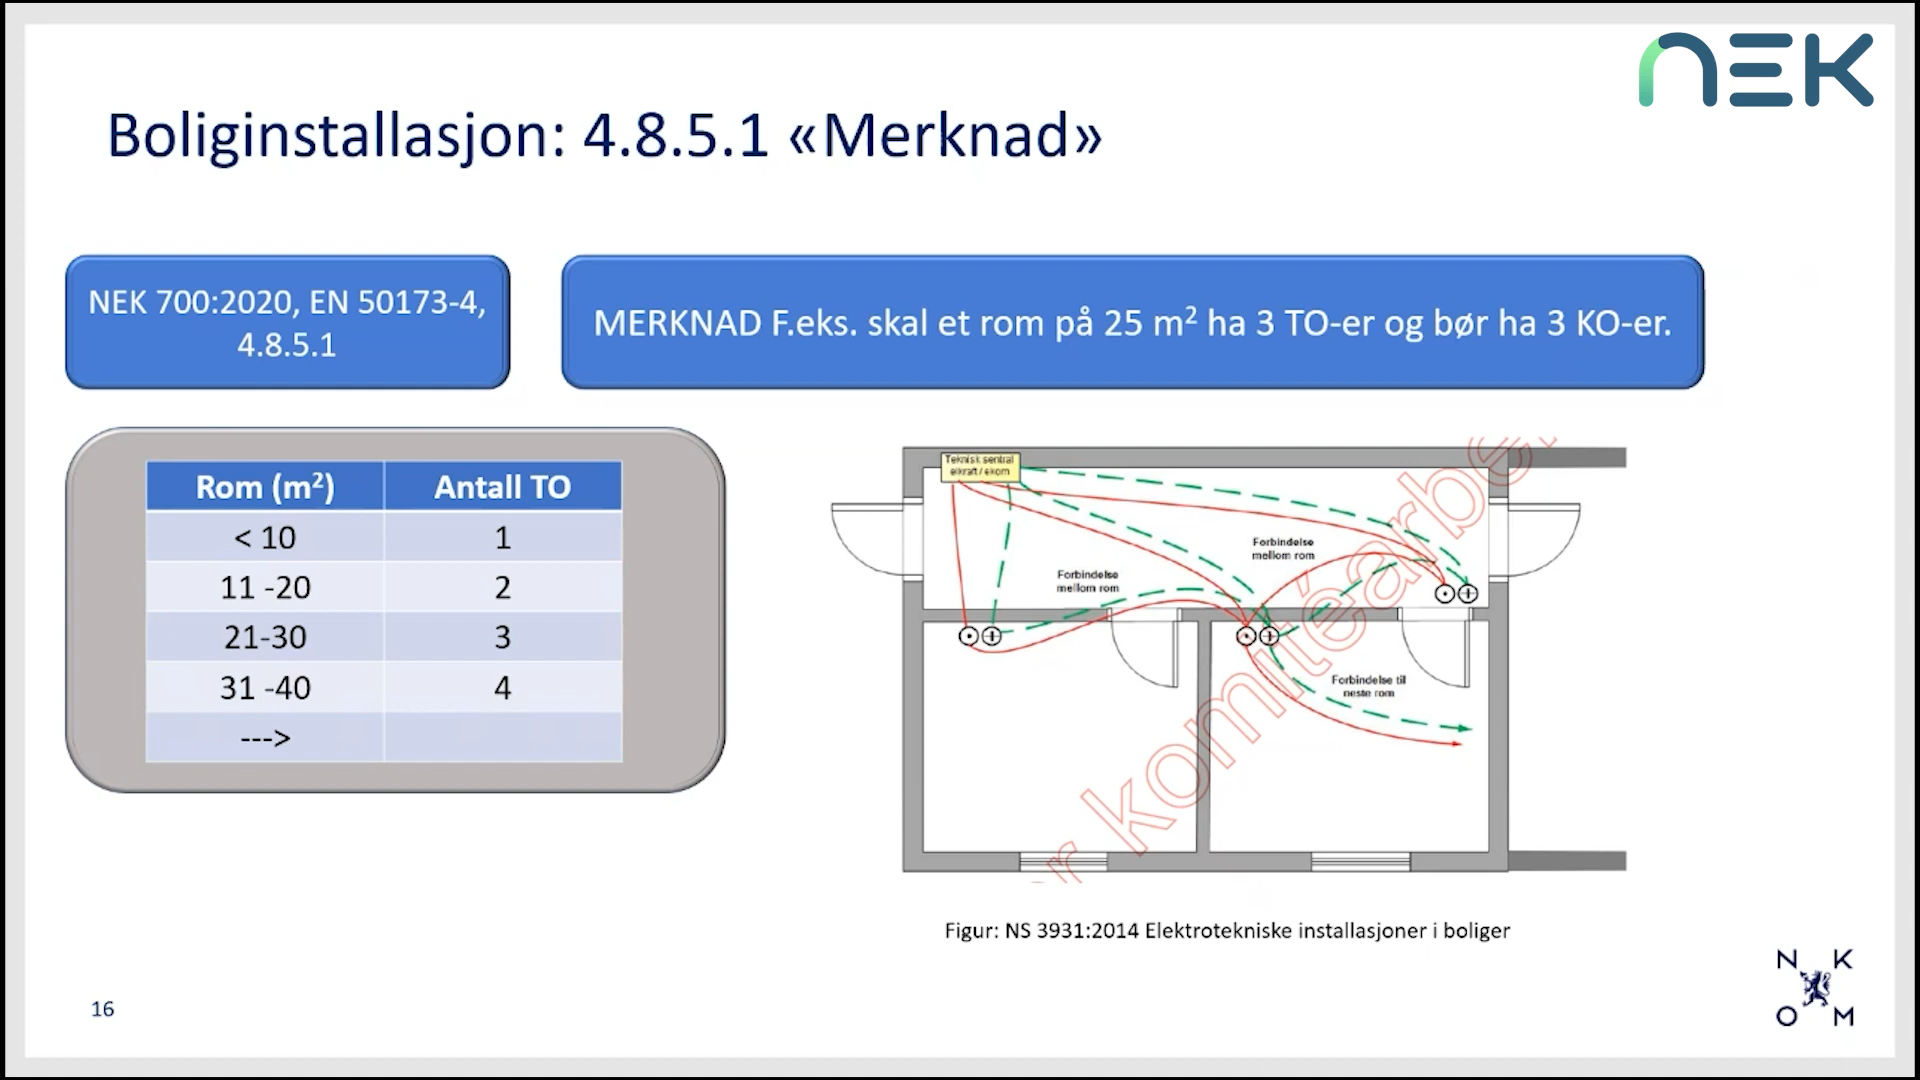 NEK
Boliginstallasjon: 4.8.5.1 «Merknad»
NEK 700:2020, EN 50173-4,
4.8.5.1
MERKNAD F.eks. skal et rom på 25 m² ha 3 TO-er og bør ha 3 KO-er.
Rom (m²) Antall TO
< 10 1
11 -20 2
21-30 3
31 -40 4
--->
Teknisk sentral
elkraft / ekom
Forbindelse
mellom rom
Forbindelse
mellom rom
Forbindelse til
neste rom
r komitéarbe
Figur: NS 3931:2014 Elektrotekniske installasjoner i boliger
16
N K
O M